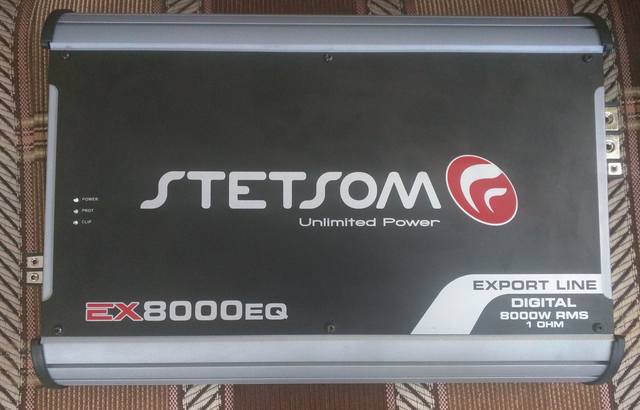 POWER
PROT
CLIP
STETSOM
Unlimited Power
EX8000EQ
EXPORT LINE
DIGITAL
8000W RMS
1 OHM